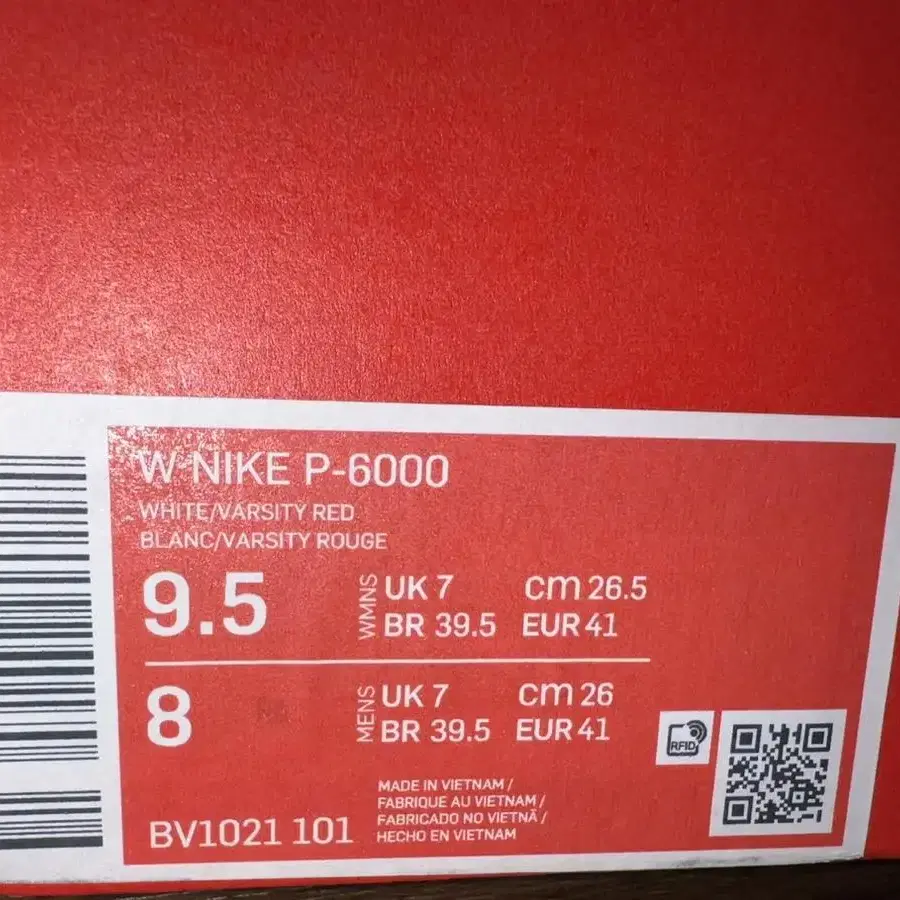 W NIKE P-6000
WHITE/VARSITY RED
BLANC/VARSITY ROUGE
9.5 WMNS UK 7 cm 26.5
BR 39.5 EUR 41
8 MENS UK 7 cm 26
BR 39.5 EUR 41
RFID
MADE IN VIETNAM /
FABRIQUE AU VIETNAM /
FABRICADO NO VIETNÃ /
HECHO EN VIETNAM
BV1021 101